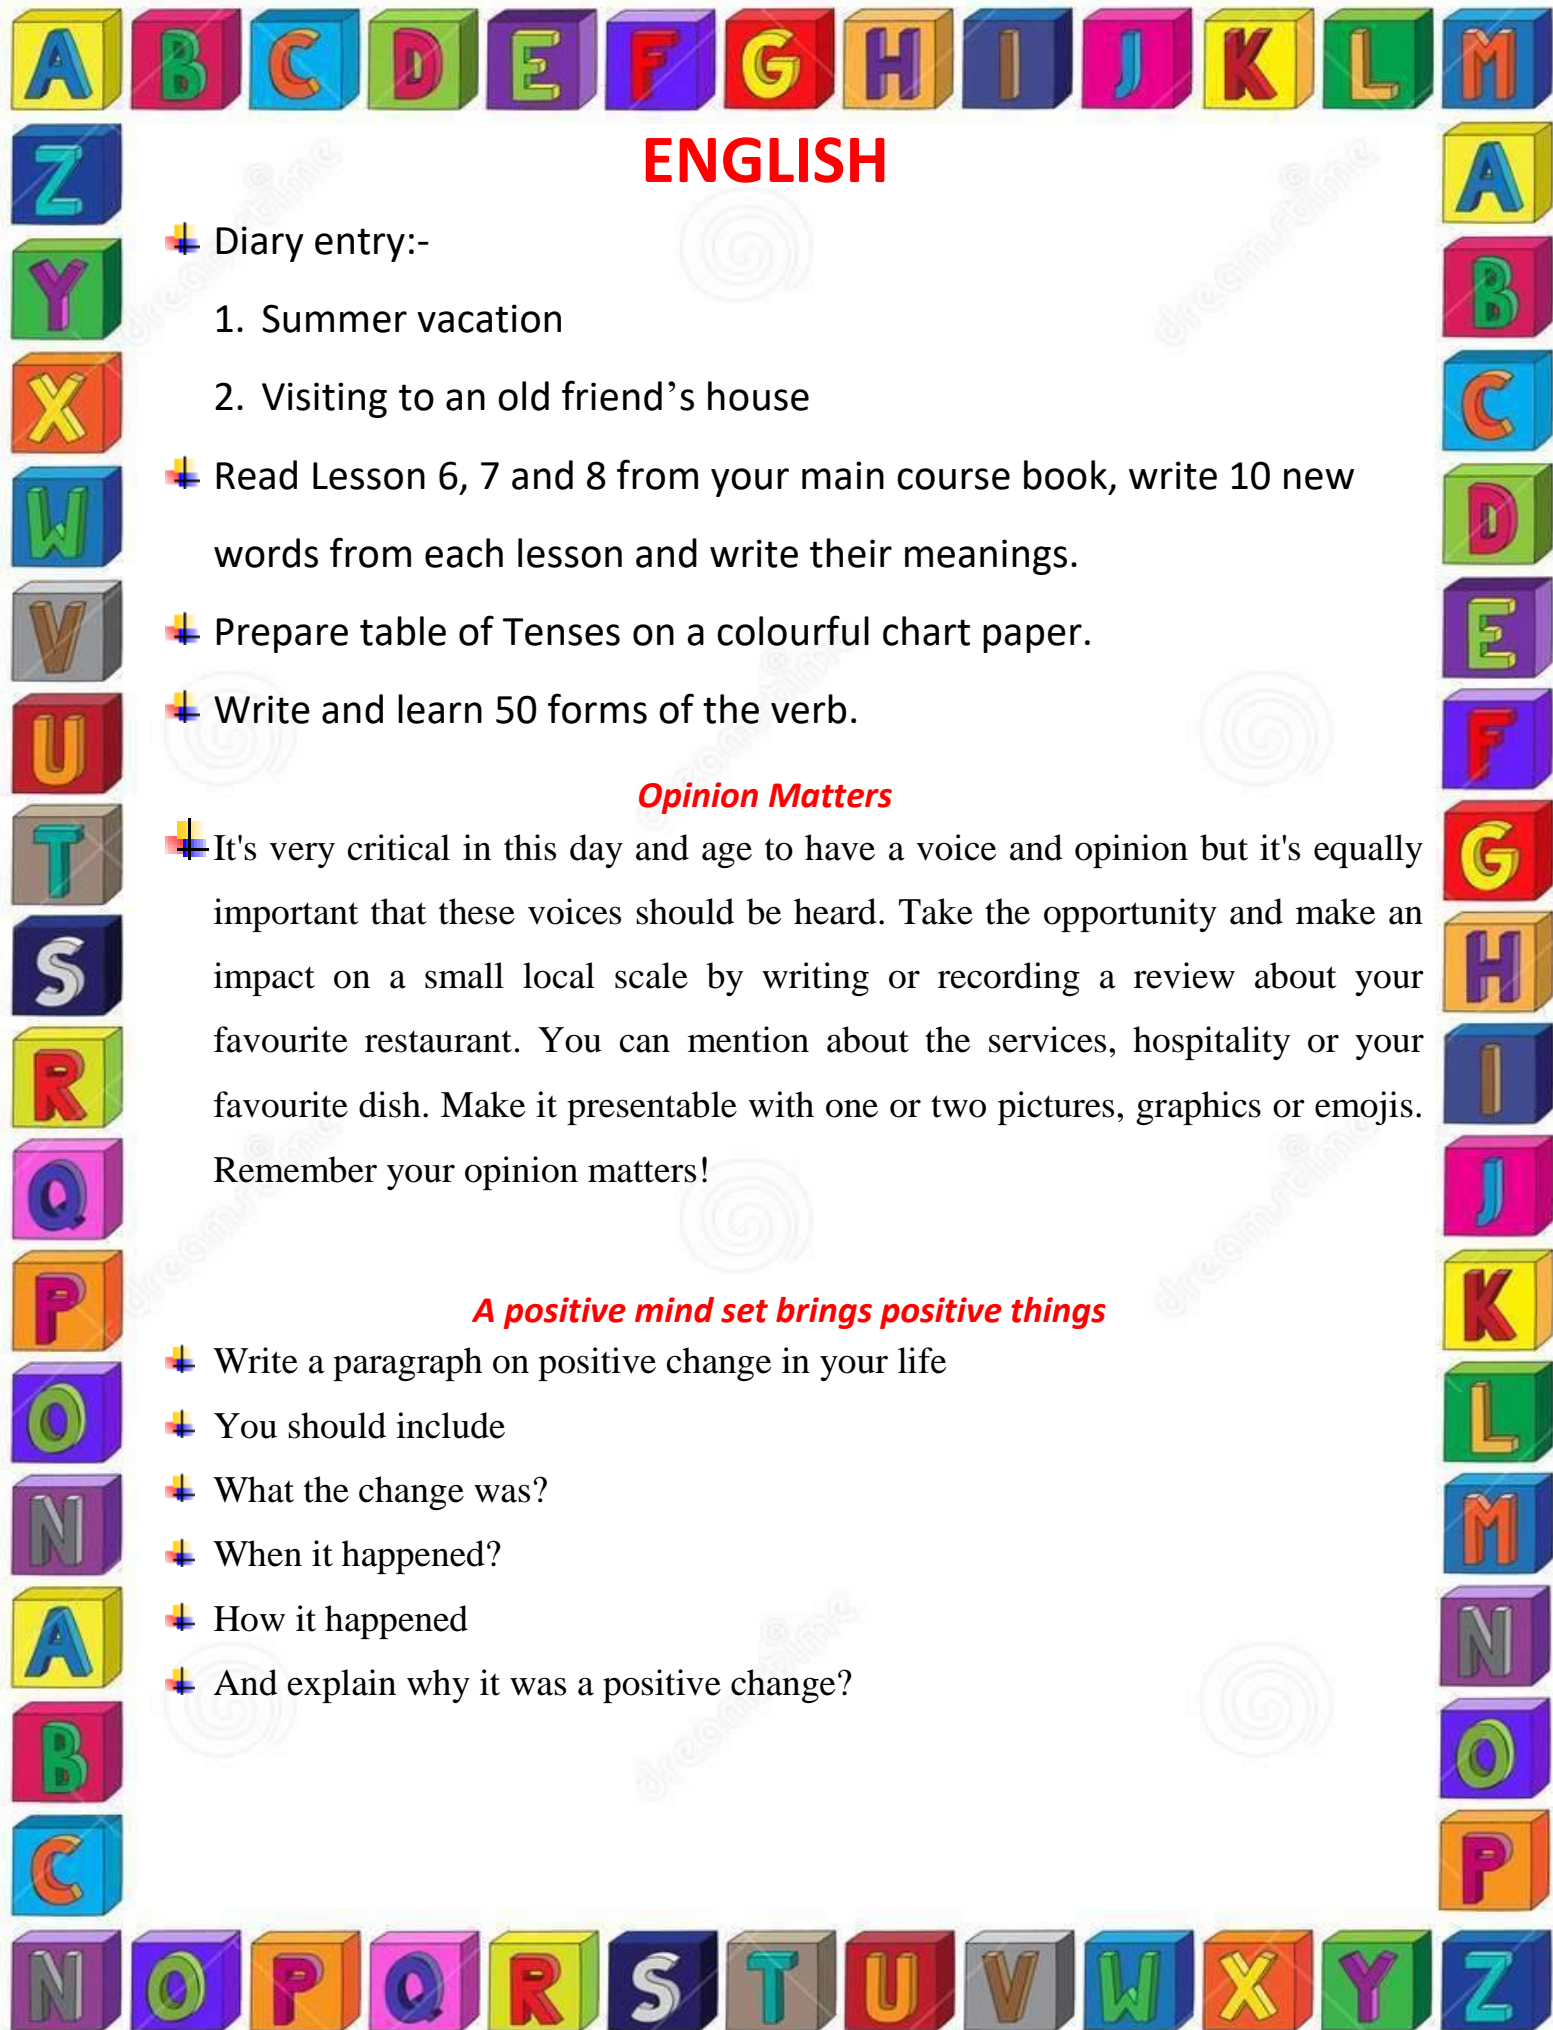 A B C D E F G H I J K L M
ENGLISH
Diary entry:-
1. Summer vacation
2. Visiting to an old friend’s house
Read Lesson 6, 7 and 8 from your main course book, write 10 new
words from each lesson and write their meanings.
Prepare table of Tenses on a colourful chart paper.
Write and learn 50 forms of the verb.
Opinion Matters
It's very critical in this day and age to have a voice and opinion but it's equally
important that these voices should be heard. Take the opportunity and make an
impact on a small local scale by writing or recording a review about your
favourite restaurant. You can mention about the services, hospitality or your
favourite dish. Make it presentable with one or two pictures, graphics or emojis.
Remember your opinion matters!
A positive mind set brings positive things
Write a paragraph on positive change in your life
You should include
What the change was?
When it happened?
How it happened
And explain why it was a positive change?
Z
Y
X
W
V
U
T
S
R
Q
P
O
N
A
B
C
A
B
C
D
E
F
G
H
I
J
K
L
M
N
O
P
N O P Q R S T U V W X Y Z
dreamstime
dreamstime
dreamstime
dreamstime
dreamstime
dreamstime